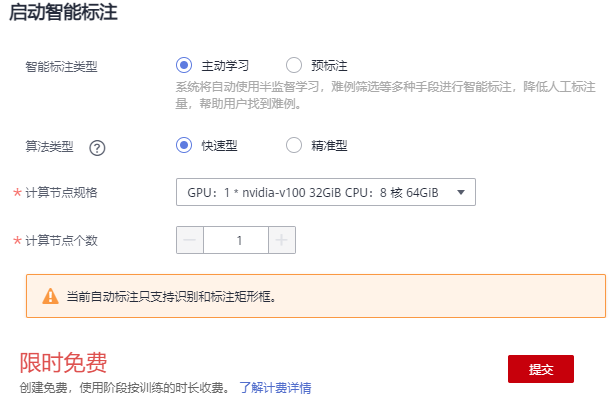 启动智能标注
智能标注类型 主动学习 预标注
系统将自动使用半监督学习，难例筛选等多种手段进行智能标注，降低人工标注
量，帮助用户找到难例。
算法类型 ? 快速型 精准型
* 计算节点规格 GPU：1 * nvidia-v100 32GiB CPU：8 核 64GiB
* 计算节点个数 — 1 +
当前自动标注只支持识别和标注矩形框。
限时免费
创建免费，使用阶段按训练的时长收费。 了解计费详情
提交